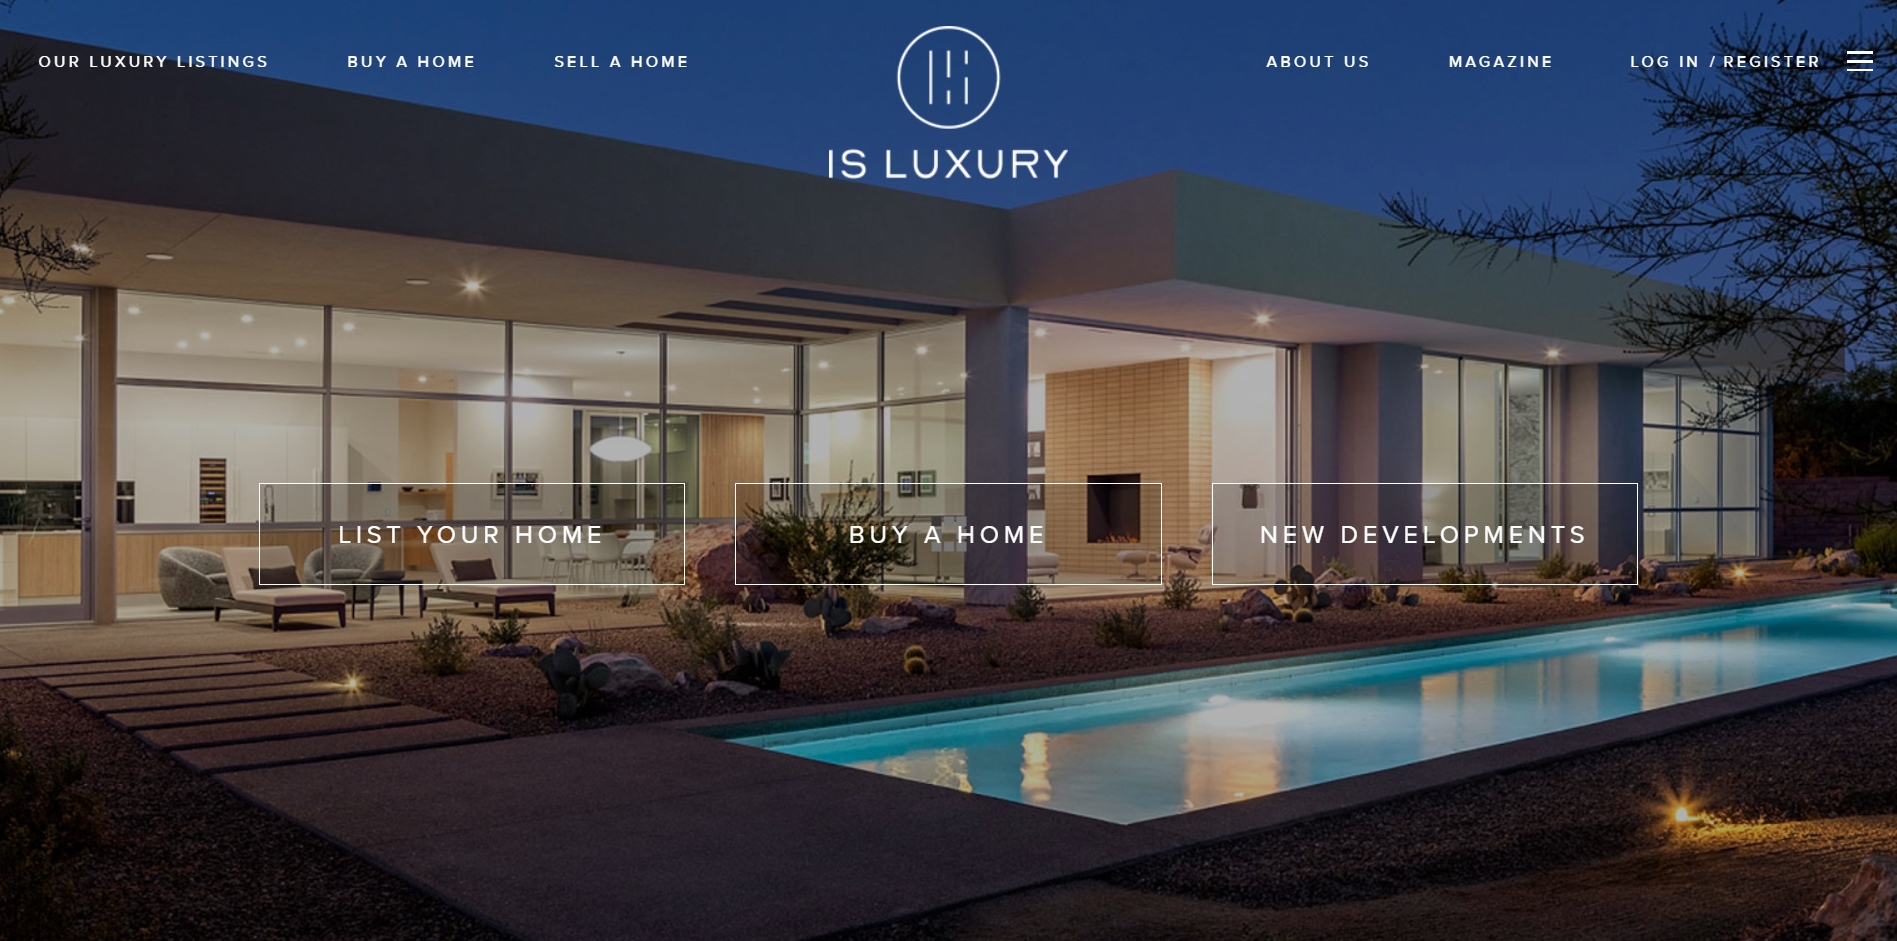 OUR LUXURY LISTINGS
BUY A HOME
SELL A HOME
IS LUXURY
ABOUT US
MAGAZINE
LOG IN / REGISTER
LIST YOUR HOME
BUY A HOME
NEW DEVELOPMENTS